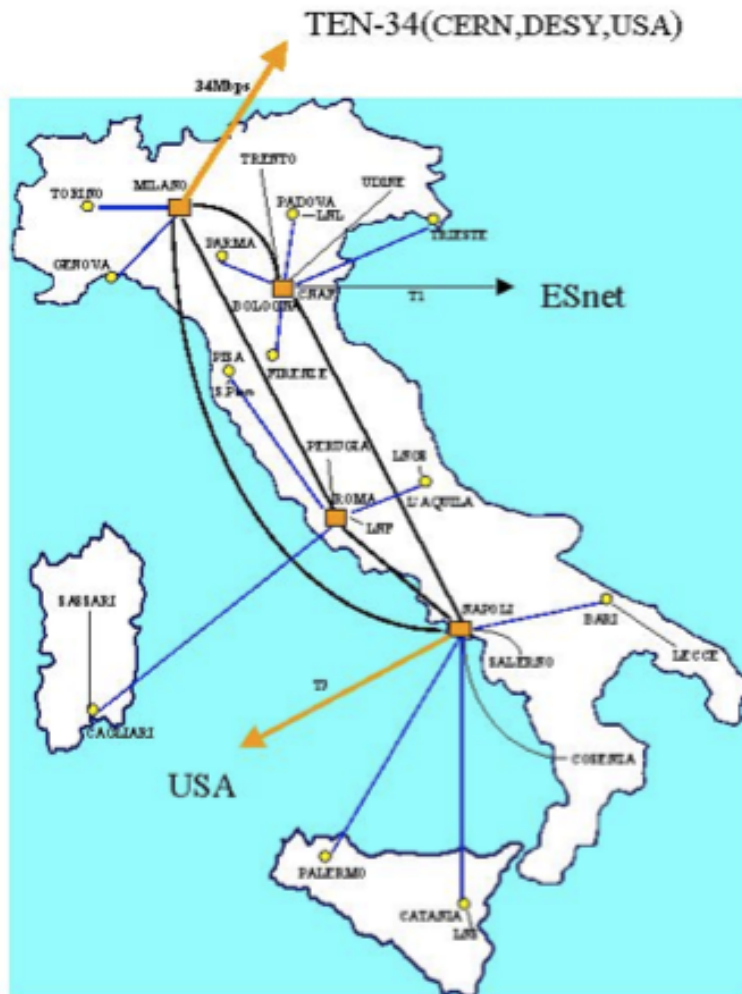 TEN-34(CERN,DESY,USA)
34Mbps
TRENTO
UDINE
MILANO
TORINO
PADOVA
LNL
PARMA
TRIESTE
GENOVA
CNAF
BOLOGNA
T1
ESnet
PISA
FIRENZE
PERUGIA
LNGS
ROMA
L'AQUILA
LNF
SASSARI
NAPOLI
BARI
SALERNO
LECCE
CAGLIARI
COSENZA
USA
PALERMO
CATANIA
LNS